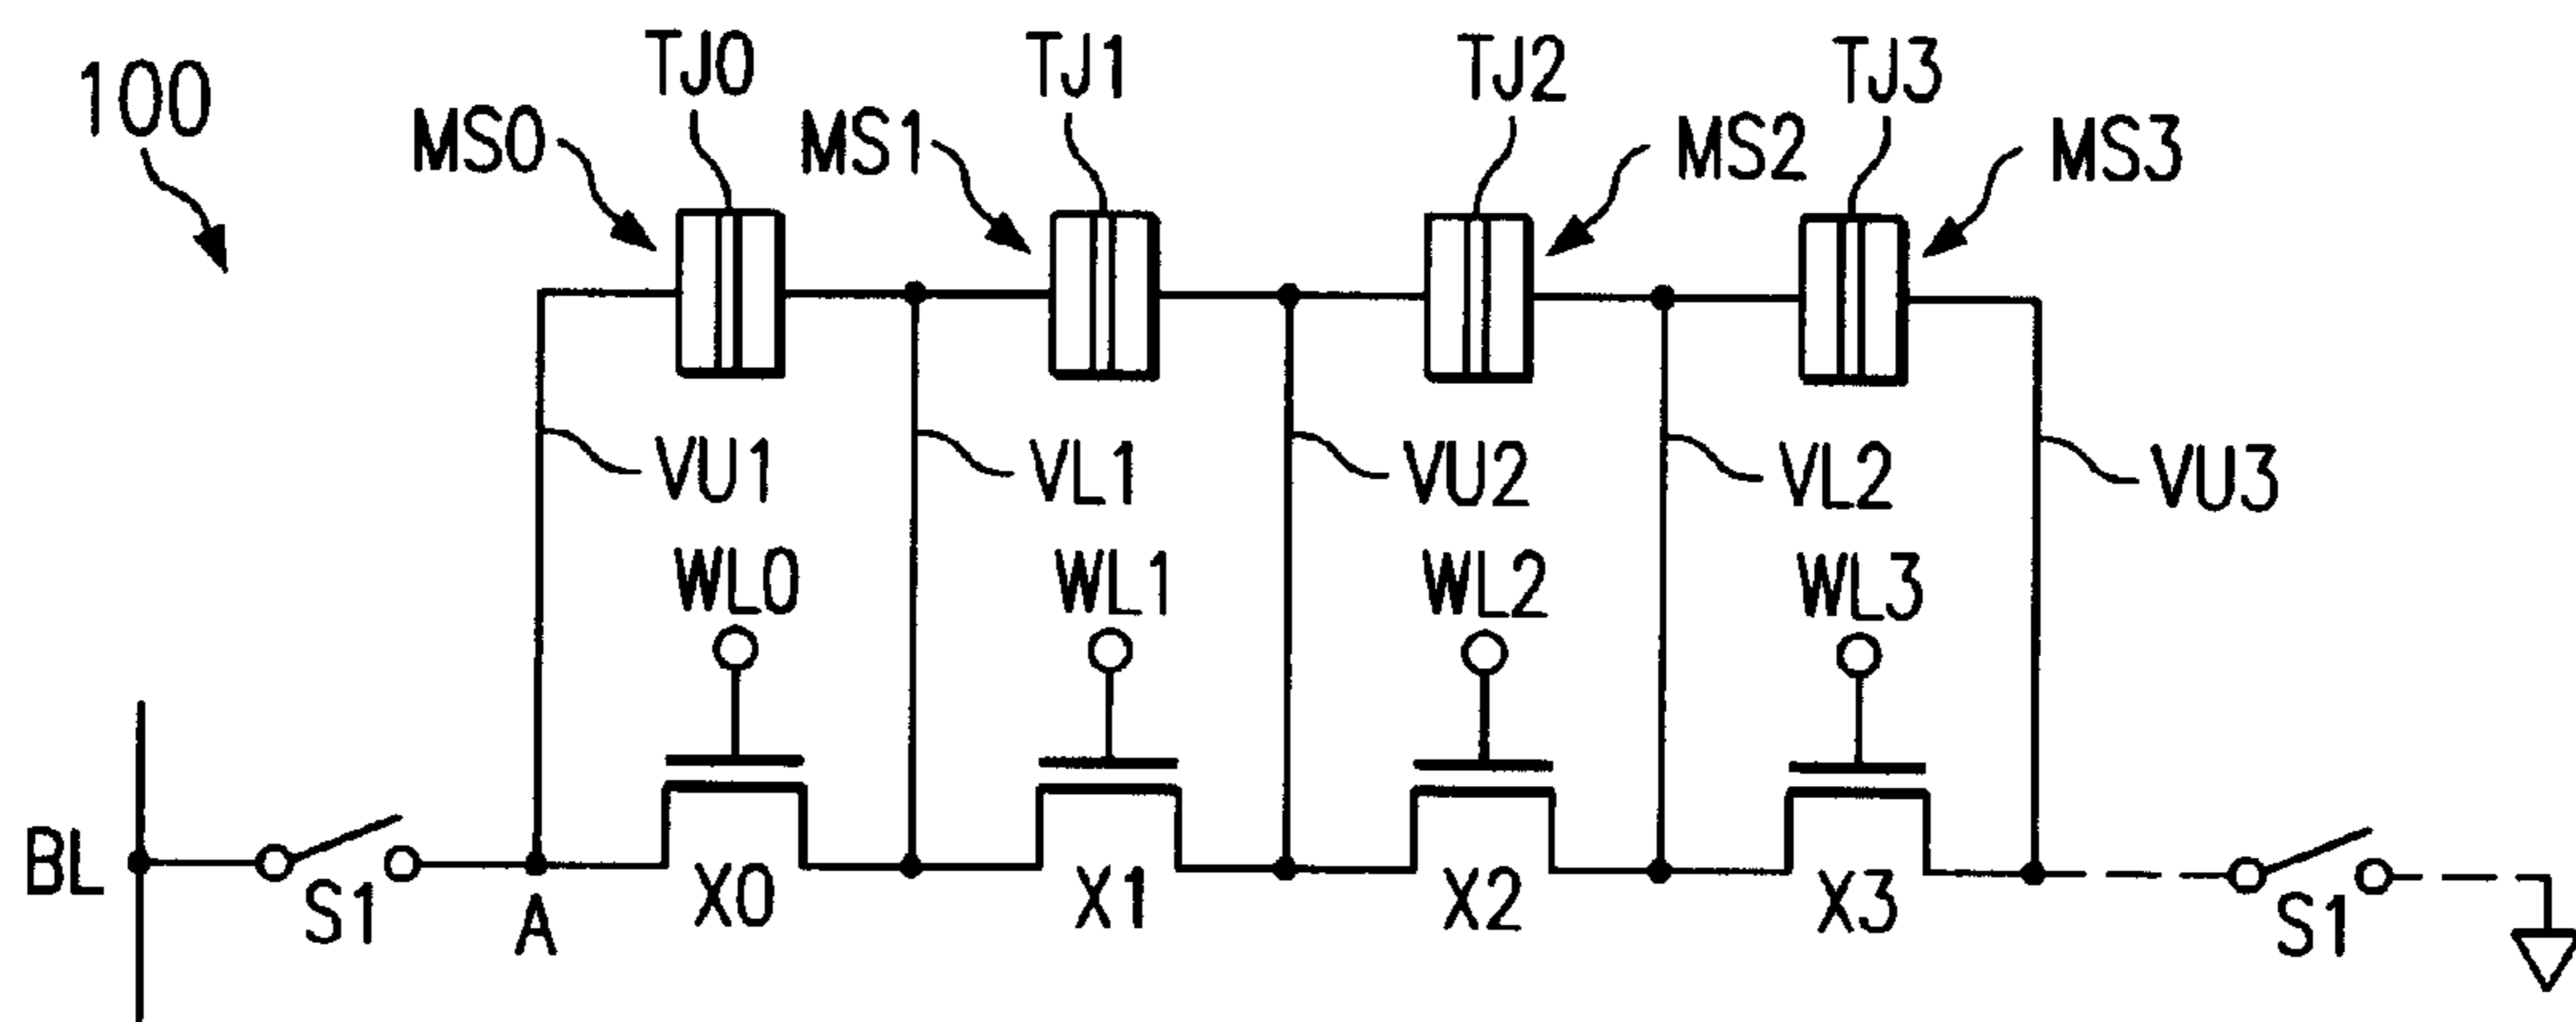 100
TJ0 TJ1 TJ2 TJ3
MS0 MS1 MS2 MS3
VU1 VL1 VU2 VL2 VU3
WL0 WL1 WL2 WL3
BL S1 A X0 X1 X2 X3 S1